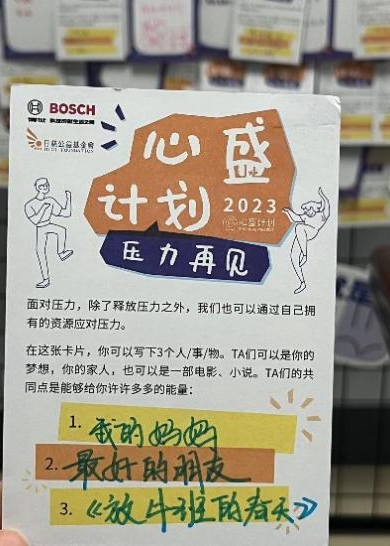 BOSCH
心盛
计划
2023
心盛计划
压力再见
面对压力，除了释放压力之外，我们也可以通过自己拥
有的资源应对压力。
在这张卡片，你可以写下3个人/事/物。TA们可以是你的
梦想，你的家人，也可以是一部电影、小说。TA们的共
同点是能够给你许许多多的能量：
1. 我的妈妈
2. 最好的朋友
3. 《放牛班的春天》